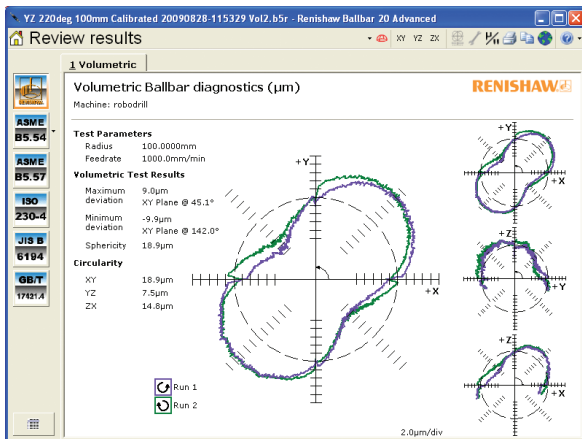 YZ 220deg 100mm Calibrated 20090828-115329 Vol2.b5r - Renishaw Ballbar 20 Advanced
Review results
XY YZ ZX
1 Volumetric
Volumetric Ballbar diagnostics (µm)
RENISHAW
Machine: robodrill
RENISHAW
ASME
B5.54
ASME
B5.57
ISO
230-4
JIS B
6194
GB/T
17421.4
Test Parameters
Radius 100.0000mm
Feedrate 1000.0mm/min
Volumetric Test Results
Maximum deviation 9.0µm
XY Plane @ 45.1°
Minimum deviation -9.9µm
XY Plane @ 142.0°
Sphericity 18.9µm
Circularity
XY 18.9µm
YZ 7.5µm
ZX 14.8µm
+Y
+X
Run 1
Run 2
2.0µm/div
+Y
+X
+Z
+Y
+Z
+X